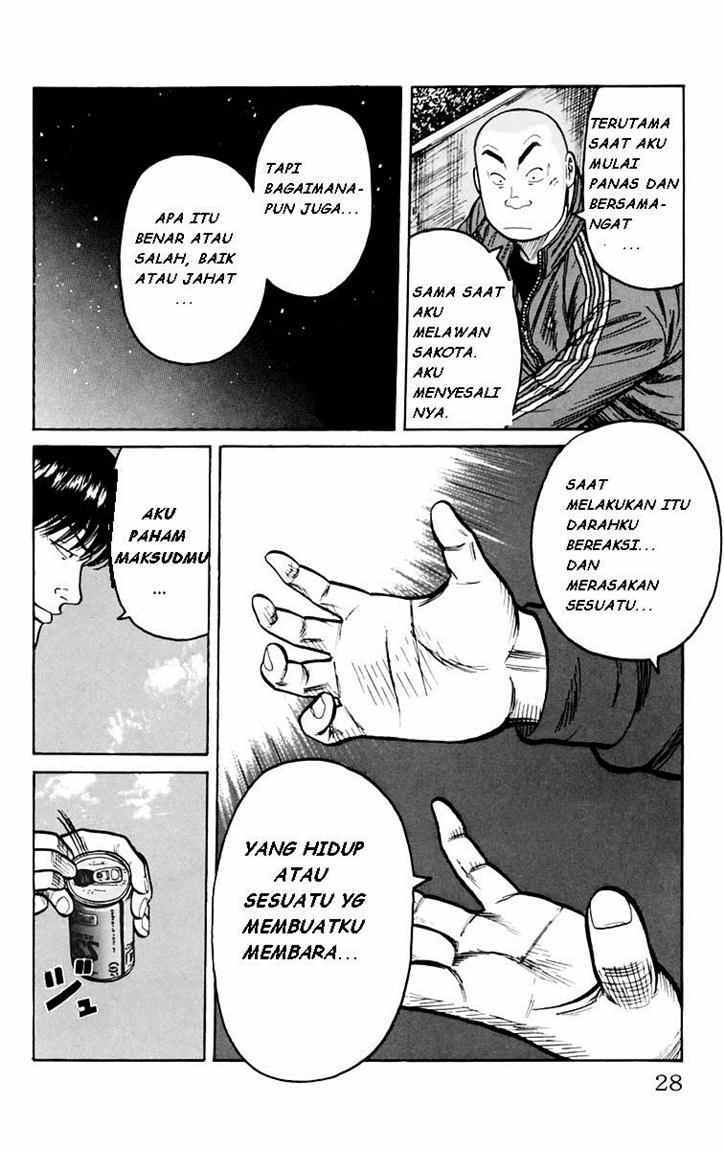 TERUTAMA
SAAT AKU
MULAI
PANAS DAN
BERSAMA-
NGAT
...
SAMA SAAT
AKU
MELAWAN
SAKOTA.
AKU
MENYESALI
NYA.
TAPI
BAGAIMANA-
PUN JUGA...
APA ITU
BENAR ATAU
SALAH, BAIK
ATAU JAHAT
...
SAAT
MELAKUKAN ITU
DARAHKU
BEREAKSI...
DAN
MERASAKAN
SESUATU...
YANG HIDUP
ATAU
SESUATU YG
MEMBUATKU
MEMBARA...
AKU
PAHAM
MAKSUDMU
...
ジュ
28